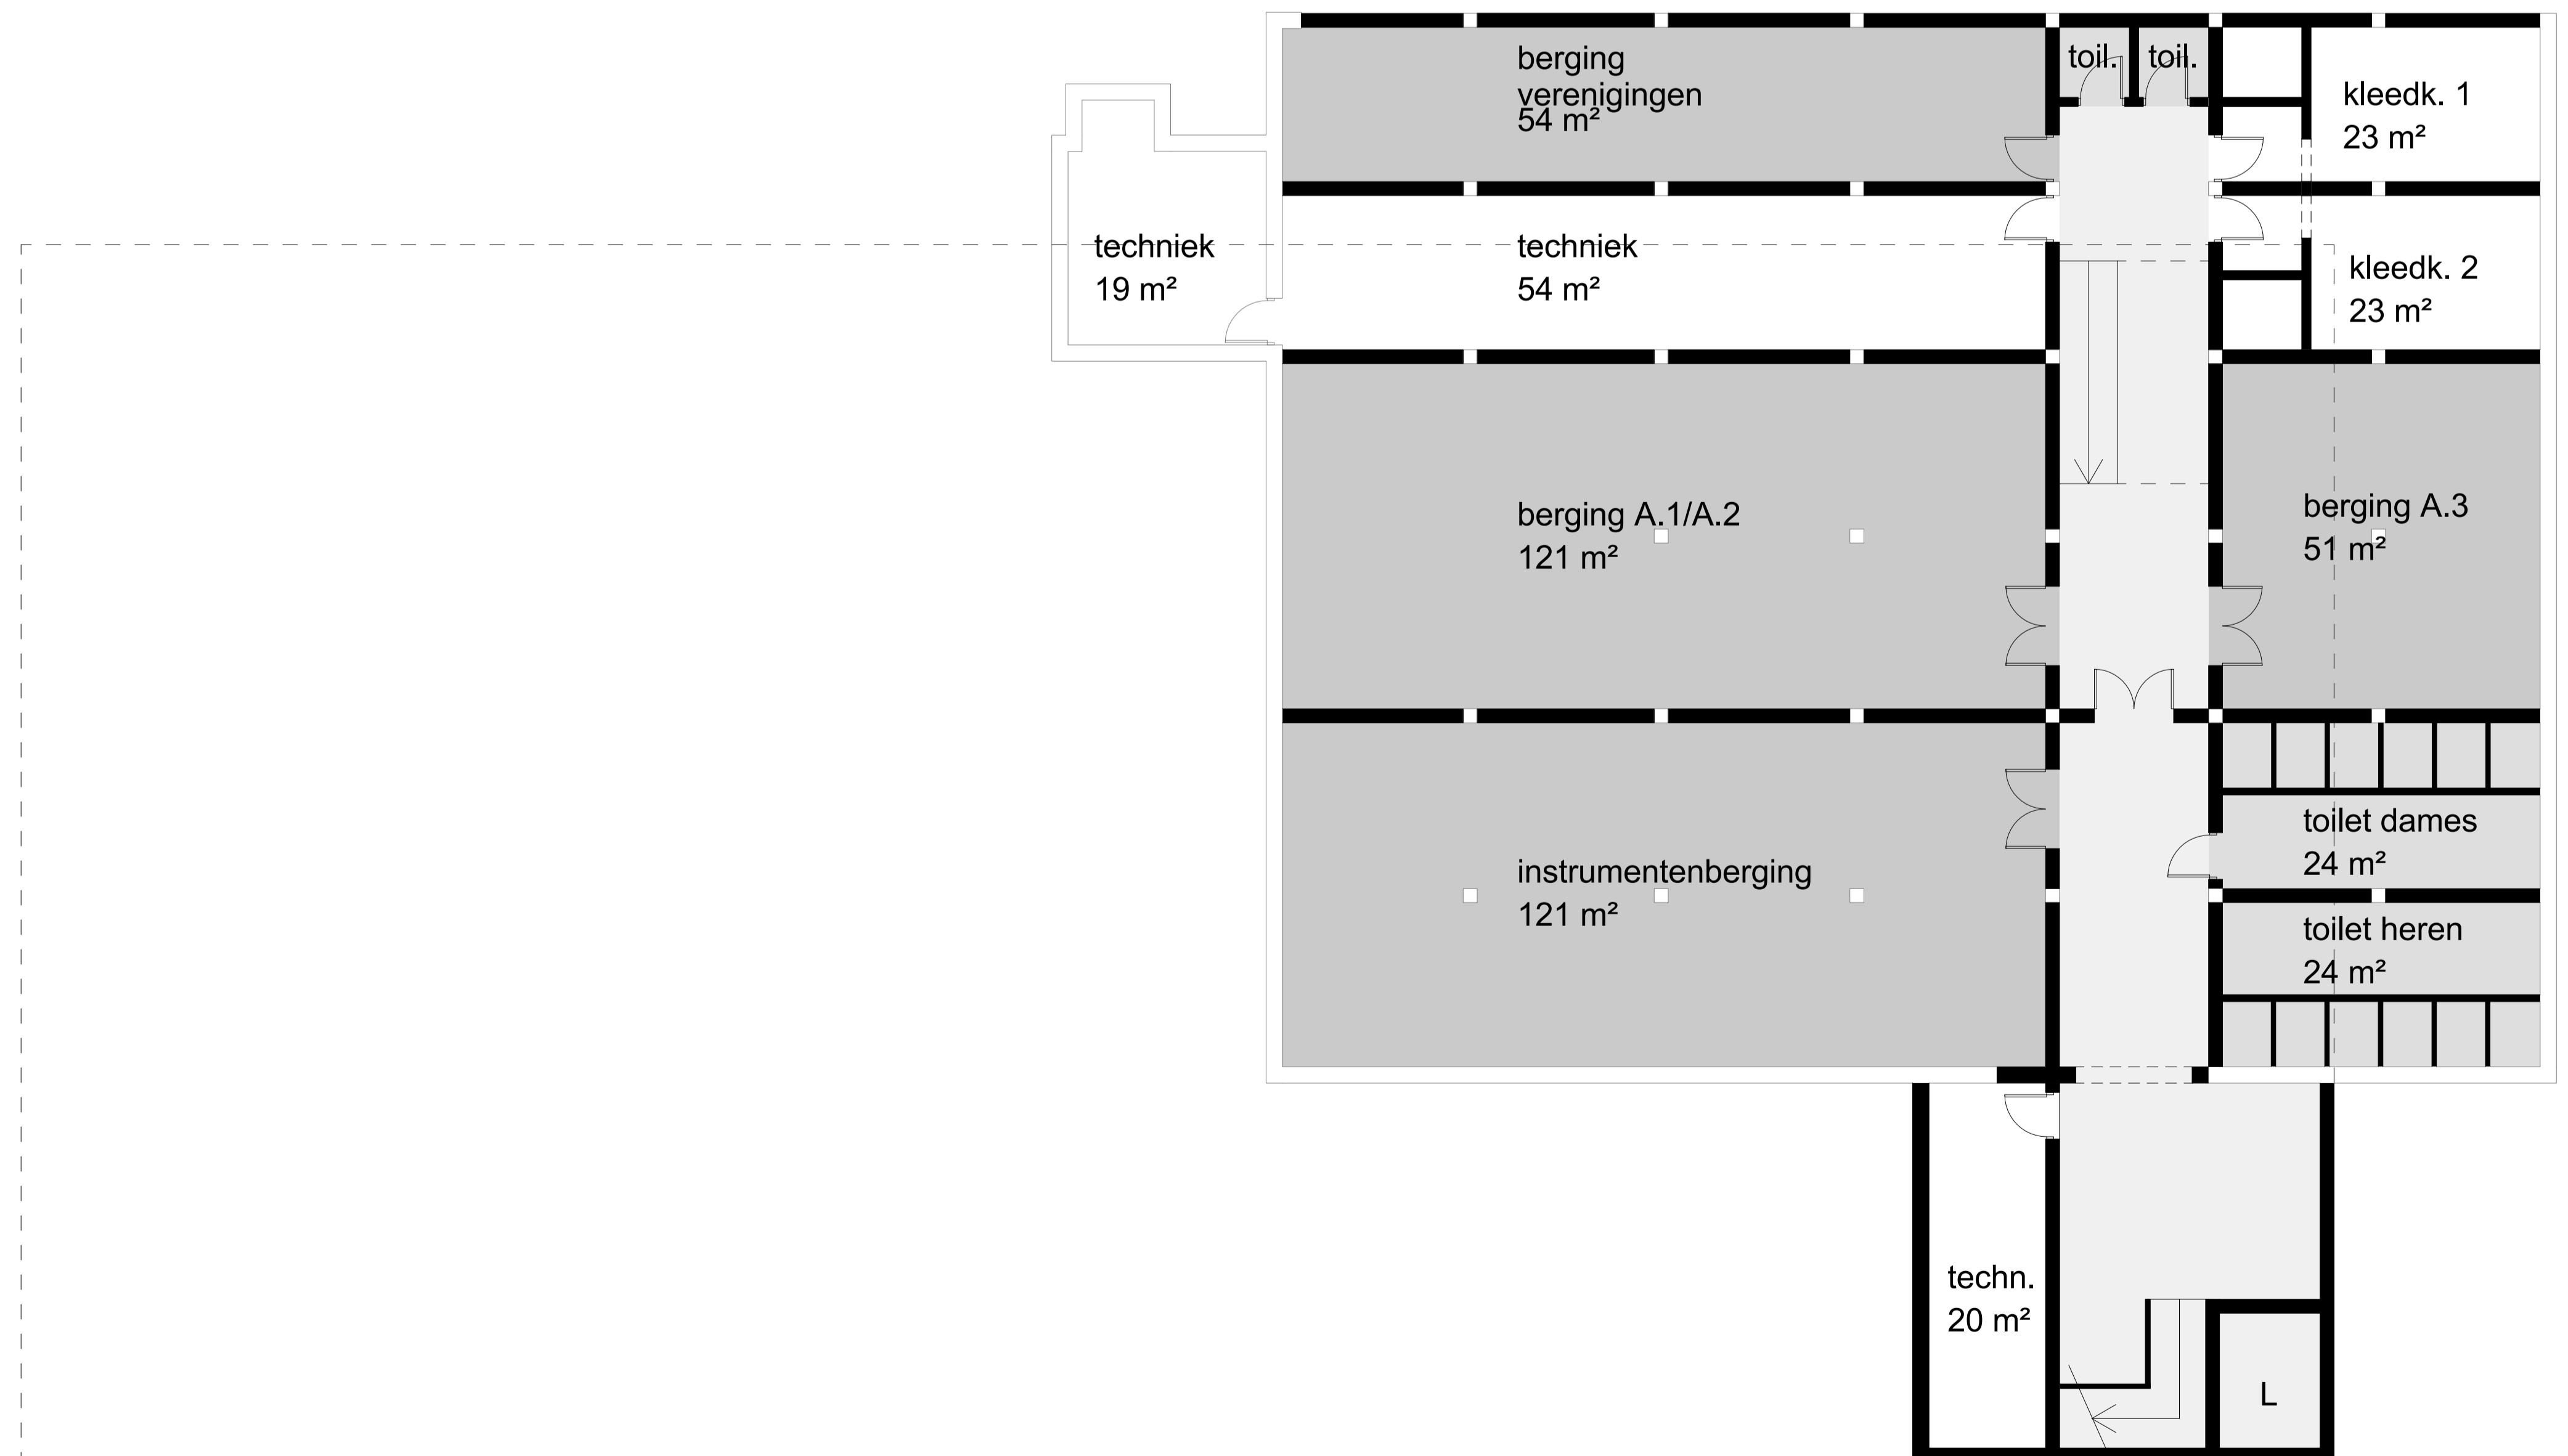 berging
verenigingen
54 m²
toil.
toil.
kleedk. 1
23 m²
techniek
19 m²
techniek
54 m²
kleedk. 2
23 m²
berging A.1/A.2
121 m²
berging A.3
51 m²
toilet dames
24 m²
instrumentenberging
121 m²
toilet heren
24 m²
techn.
20 m²
L